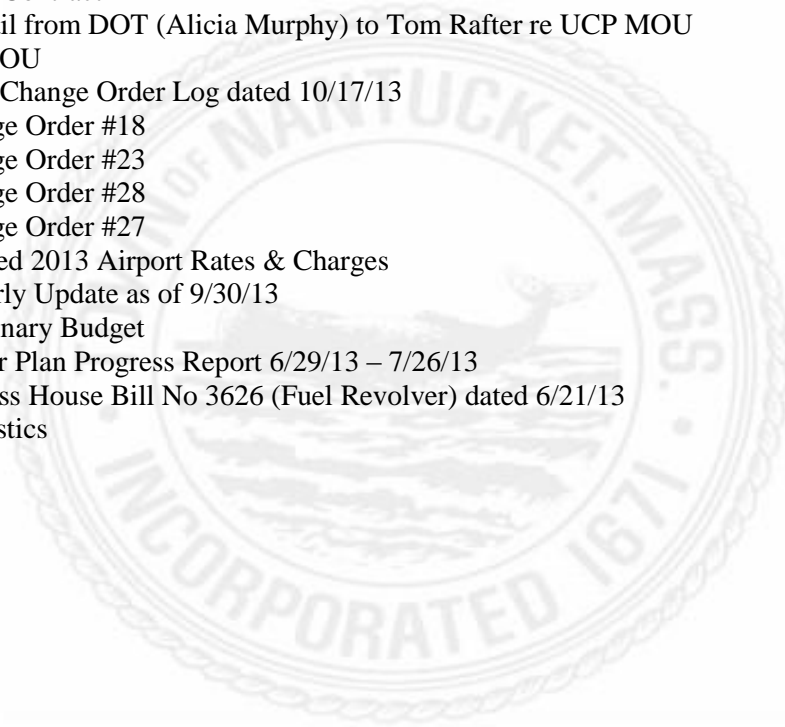 il from DOT (Alicia Murphy) to Tom Rafter re UCP MOU
OU
Change Order Log dated 10/17/13
ge Order #18
ge Order #23
ge Order #28
ge Order #27
ed 2013 Airport Rates & Charges
rly Update as of 9/30/13
nary Budget
r Plan Progress Report 6/29/13 – 7/26/13
ss House Bill No 3626 (Fuel Revolver) dated 6/21/13
stics
TOWN OF NANTUCKET, MASS.
INCORPORATED 1671